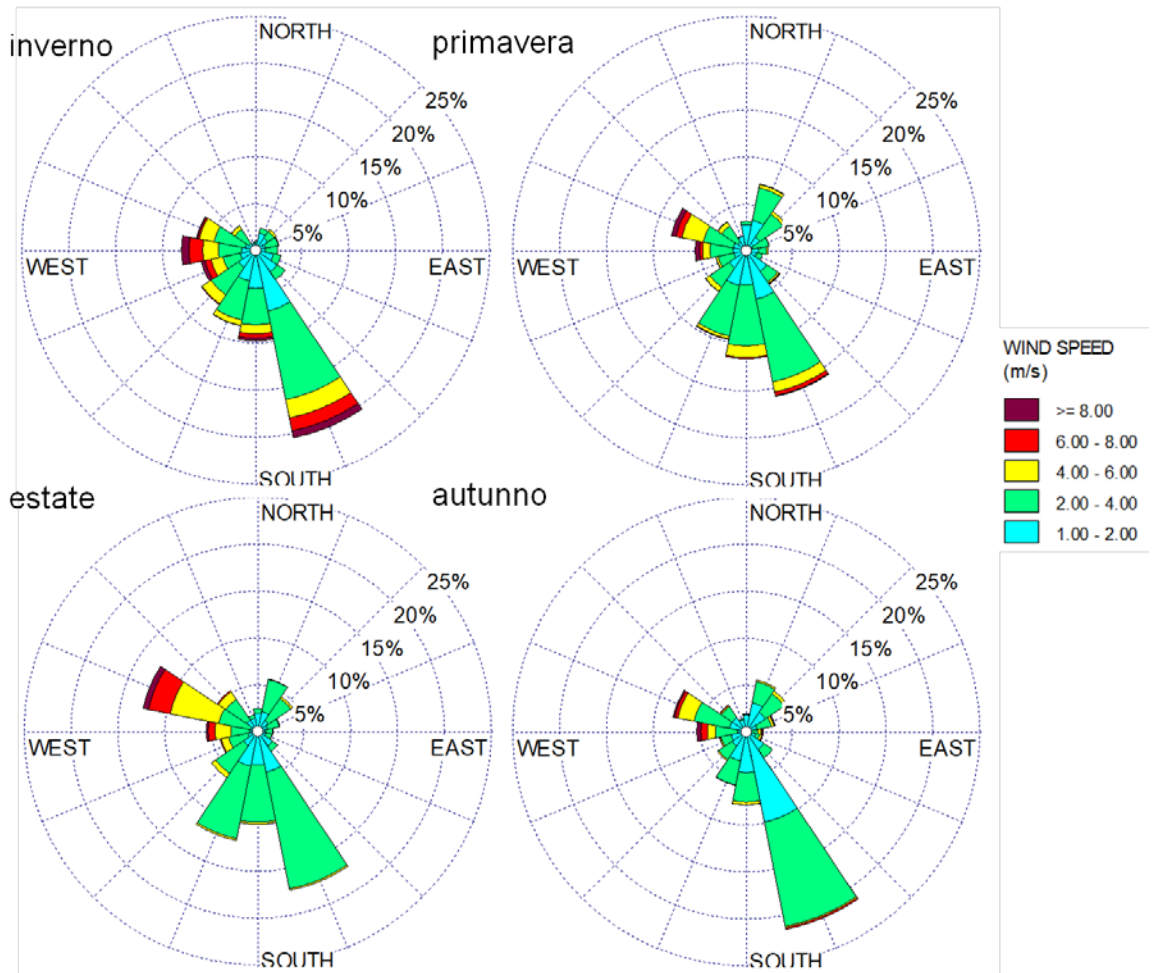 inverno
NORTH
25%
20%
15%
10%
5%
WEST
EAST
SOUTH
primavera
NORTH
25%
20%
15%
10%
5%
WEST
EAST
SOUTH
estate
NORTH
25%
20%
15%
10%
5%
WEST
EAST
SOUTH
autunno
NORTH
25%
20%
15%
10%
5%
WEST
EAST
SOUTH
WIND SPEED
(m/s)
>= 8.00
6.00 - 8.00
4.00 - 6.00
2.00 - 4.00
1.00 - 2.00